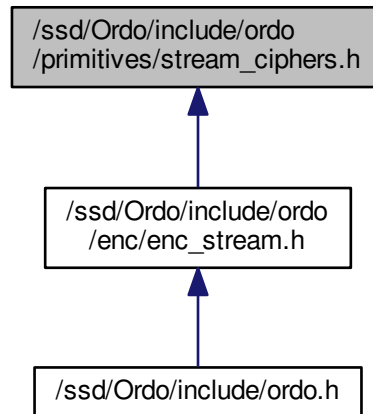 /ssd/Ordo/include/ordo
/primitives/stream_ciphers.h
/ssd/Ordo/include/ordo
/enc/enc_stream.h
/ssd/Ordo/include/ordo.h